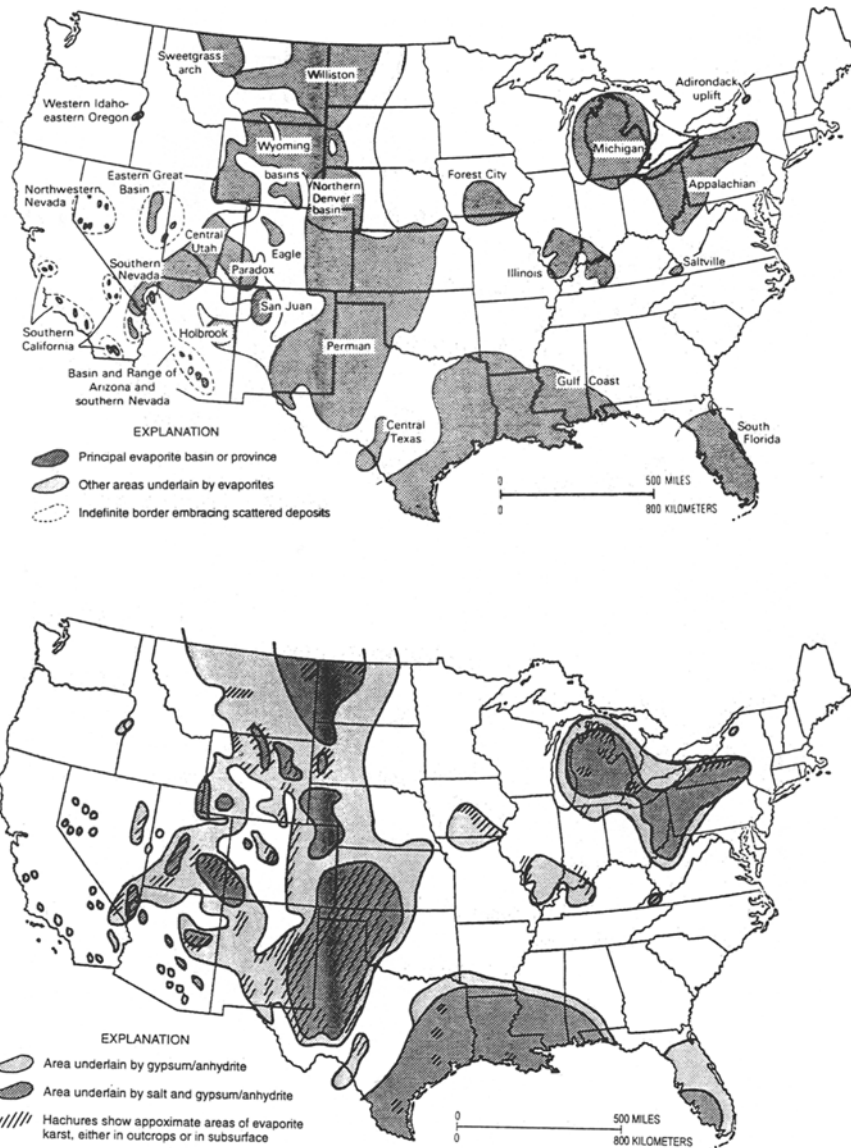 Sweetgrass
arch
Williston
Adirondack
uplift
Western Idaho-
eastern Oregon
Wyoming
basins
Michigan
Northwestern
Nevada
Eastern Great
Basin
Northern
Denver
basin
Forest City
Appalachian
Central
Utah
Eagle
Southern
Nevada
Paradox
Illinois
Saltville
San Juan
Southern
California
Holbrook
Permian
Basin and Range of
Arizona and
southern Nevada
Gulf Coast
Central
Texas
South
Florida
EXPLANATION
Principal evaporite basin or province
Other areas underlain by evaporites
Indefinite border embracing scattered deposits
0 500 MILES
0 800 KILOMETERS
EXPLANATION
Area underlain by gypsum/anhydrite
Area underlain by salt and gypsum/anhydrite
Hachures show appoximate areas of evaporite
karst, either in outcrops or in subsurface
0 500 MILES
0 800 KILOMETERS